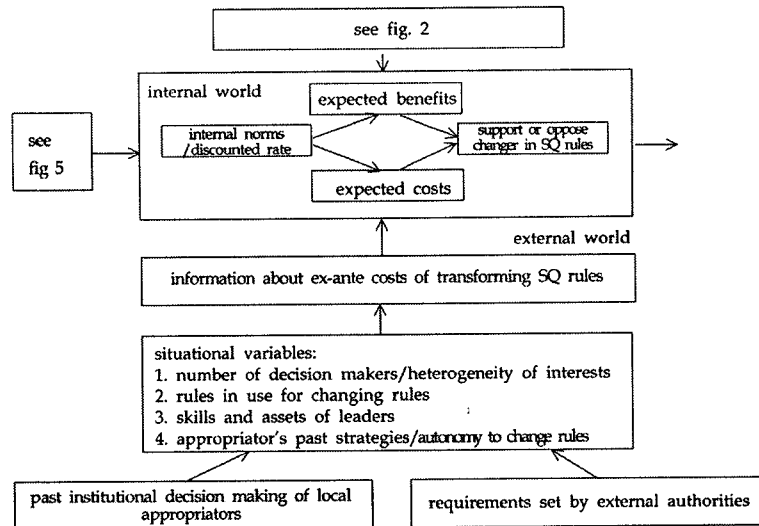 see fig. 2
internal world
expected benefits
see
fig 5
internal norms
/discounted rate
support or oppose
changer in SQ rules
expected costs
external world
information about ex-ante costs of transforming SQ rules
situational variables:
1. number of decision makers/heterogeneity of interests
2. rules in use for changing rules
3. skills and assets of leaders
4. appropriator's past strategies/autonomy to change rules
past institutional decision making of local
appropriators
requirements set by external authorities